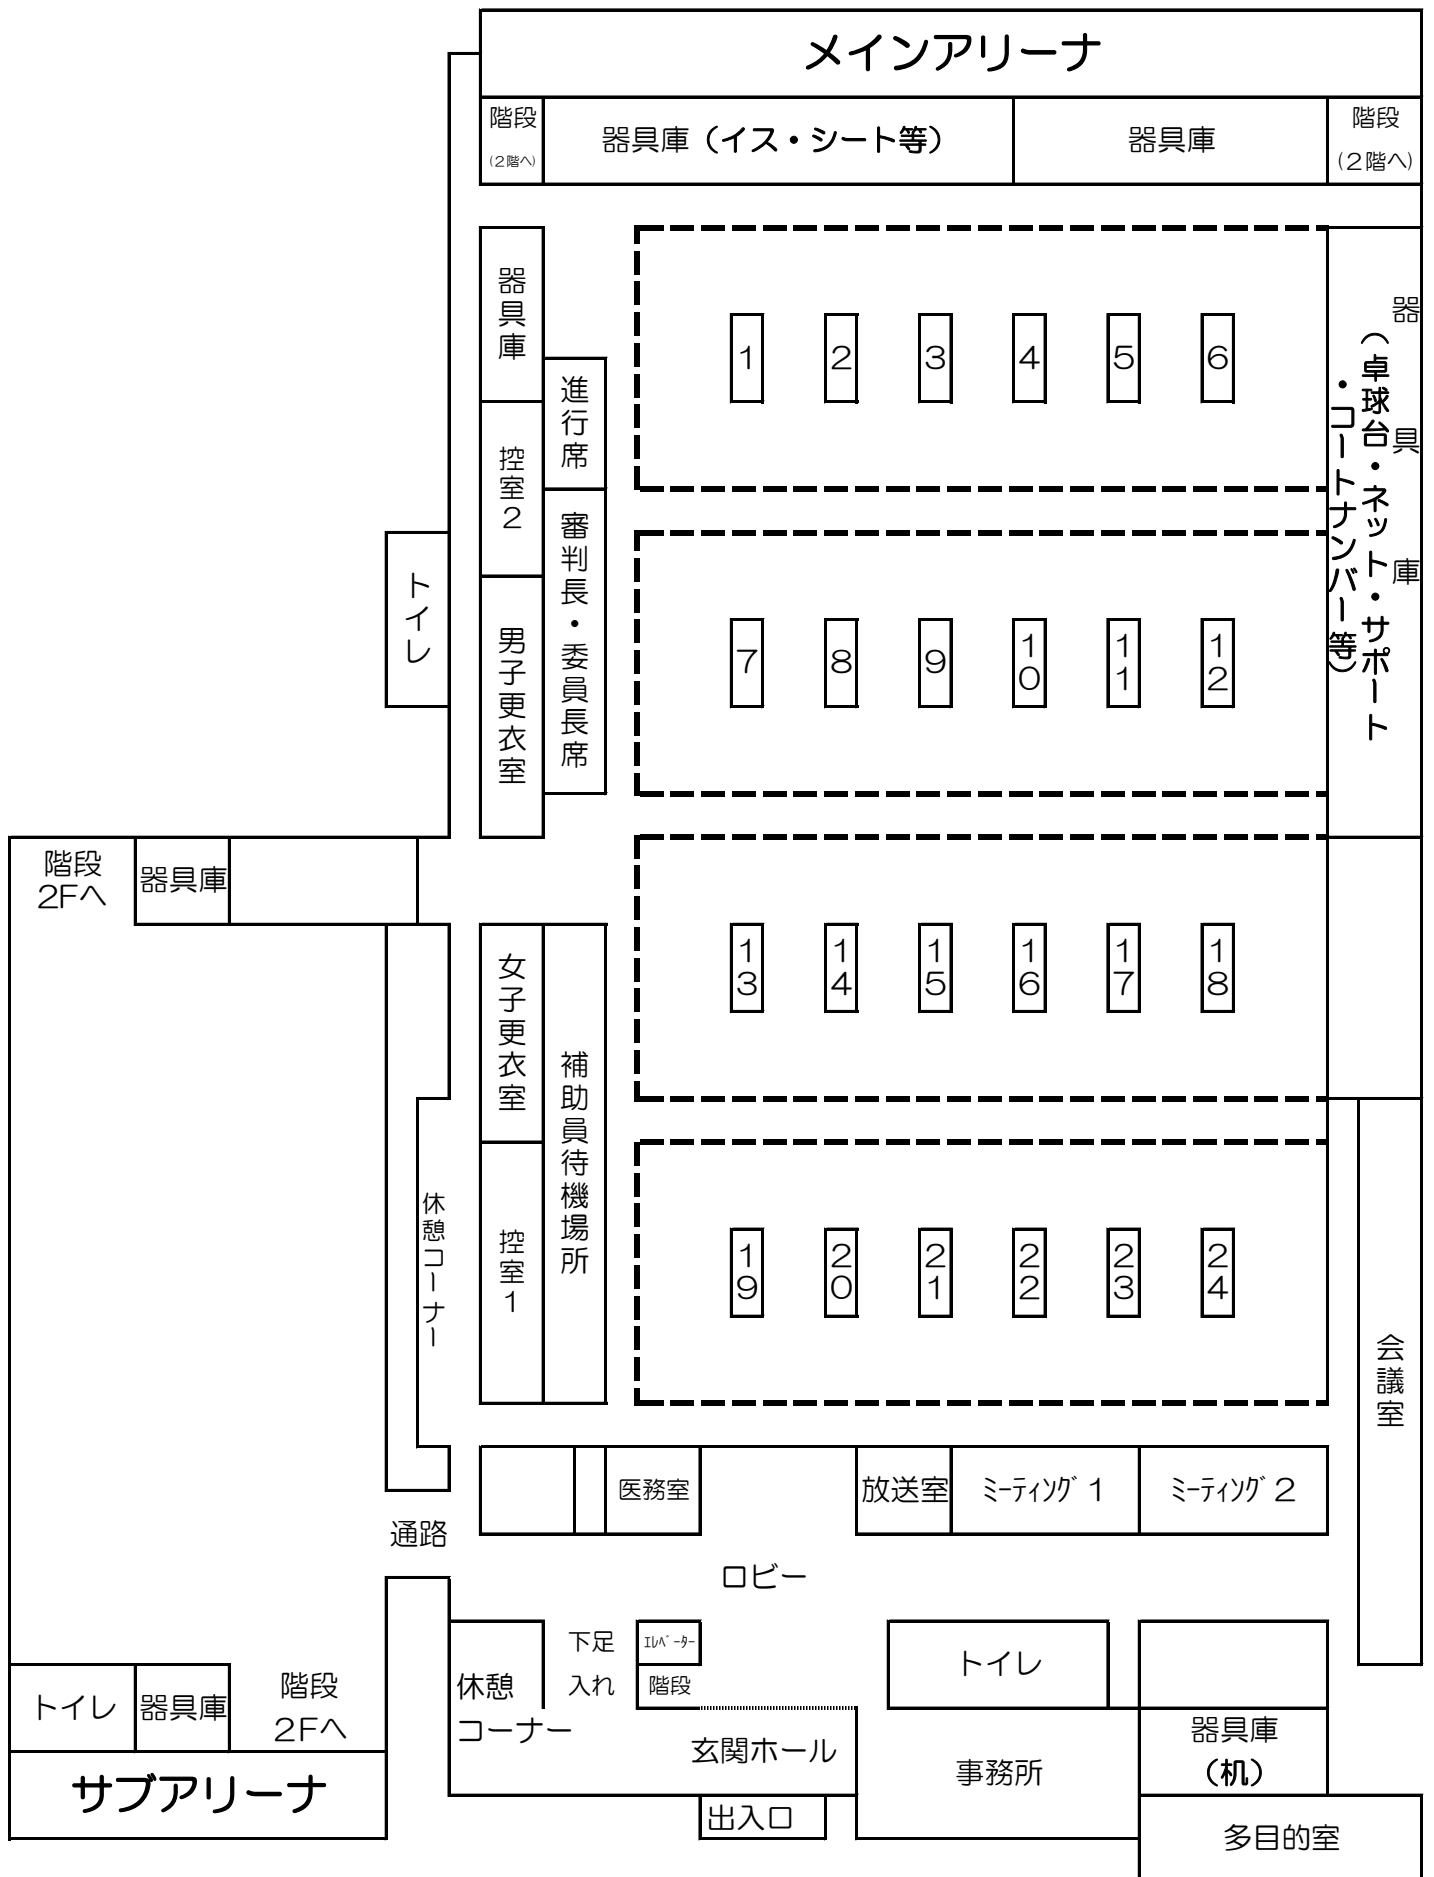 メインアリーナ
階段
(２階へ)
器具庫（イス・シート等）
器具庫
階段
(２階へ)
器具庫
進行席
控室２
審判長・委員長席
男子更衣室
トイレ
1
2
3
4
5
6
器具庫
（卓球台・ネット・サポート
・コートナンバー等）
7
8
9
10
11
12
階段
2Fへ
器具庫
13
14
15
16
17
18
女子更衣室
補助員待機場所
控室１
休憩コーナー
19
20
21
22
23
24
会議室
医務室
放送室
ﾐｰﾃｨﾝｸﾞ１
ﾐｰﾃｨﾝｸﾞ２
通路
ロビー
下足
入れ
ｴﾚﾍﾞｰﾀｰ
階段
休憩
コーナー
トイレ
トイレ
器具庫
階段
２Fへ
サブアリーナ
玄関ホール
事務所
器具庫
（机）
出入口
多目的室